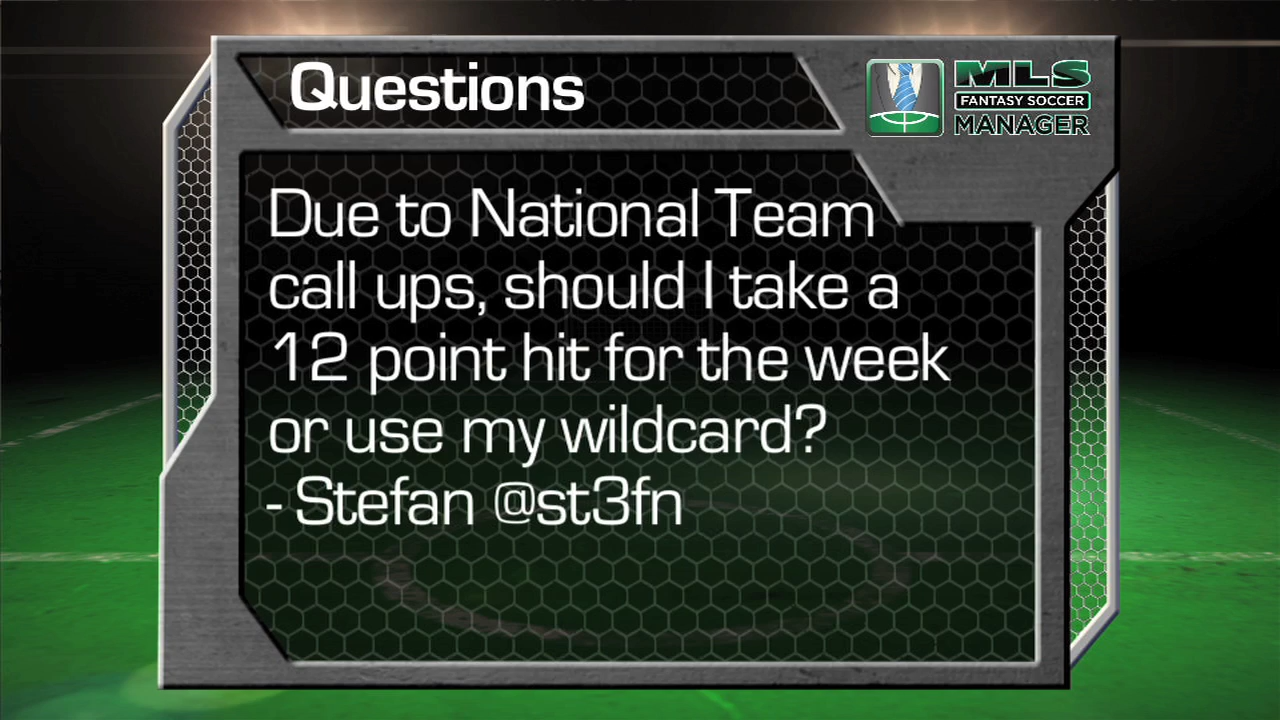 Questions
MLS
FANTASY SOCCER
MANAGER
Due to National Team
call ups, should I take a
12 point hit for the week
or use my wildcard?
- Stefan @st3fn